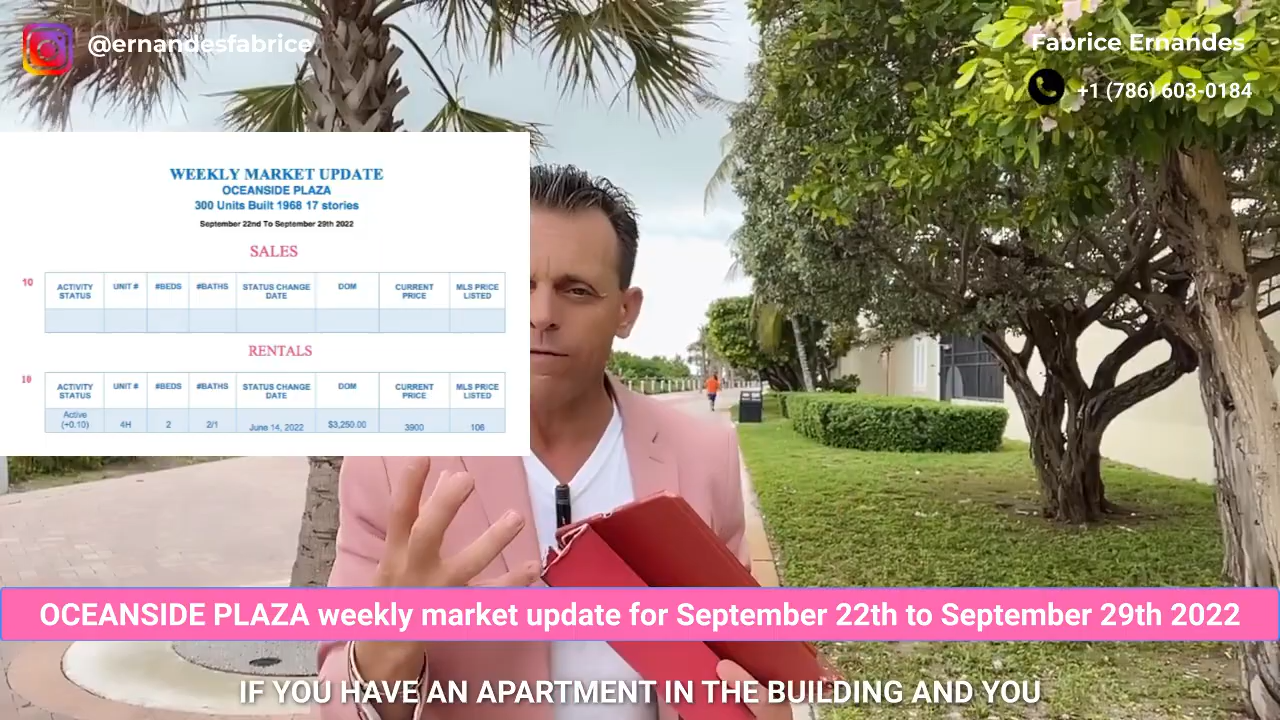 @ernandesfabrice
Fabrice Ernandes
+1 (786) 603-0184
WEEKLY MARKET UPDATE
OCEANSIDE PLAZA
300 Units Built 1968 17 stories
September 22nd To September 29th 2022
SALES
10
ACTIVITY STATUS UNIT # #BEDS #BATHS STATUS CHANGE DATE DOM CURRENT PRICE MLS PRICE LISTED
RENTALS
10
ACTIVITY STATUS UNIT # #BEDS #BATHS STATUS CHANGE DATE DOM CURRENT PRICE MLS PRICE LISTED
Active (+0.10) 4H 2 2/1 June 14, 2022 $3,250.00 3900 106
OCEANSIDE PLAZA weekly market update for September 22th to September 29th 2022
IF YOU HAVE AN APARTMENT IN THE BUILDING AND YOU